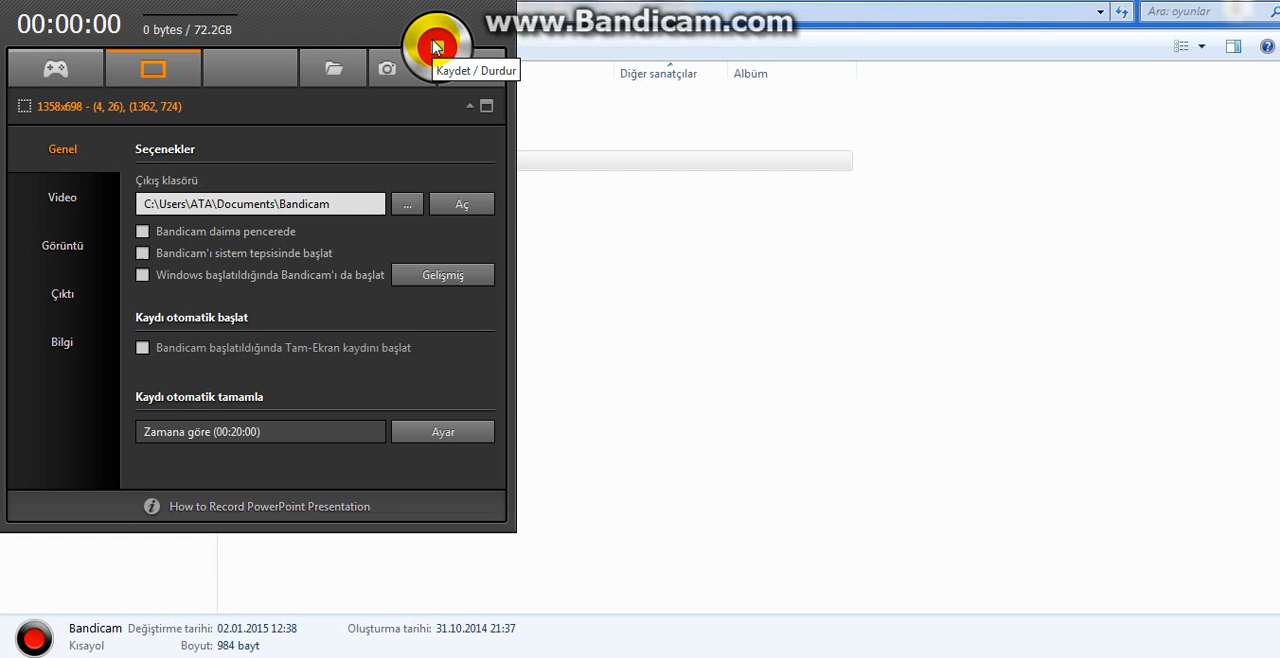 00:00:00
0 bytes / 72.2GB
www.Bandicam.com
Ara: oyunlar
Kaydet / Durdur
Diğer sanatçılar
Albüm
1358x698 - (4, 26), (1362, 724)
Genel
Video
Görüntü
Çıktı
Bilgi
Seçenekler
Çıkış klasörü
C:\Users\ATA\Documents\Bandicam
...
Aç
Bandicam daima pencerede
Bandicam'ı sistem tepsisinde başlat
Windows başlatıldığında Bandicam'ı da başlat
Gelişmiş
Kaydı otomatik başlat
Bandicam başlatıldığında Tam-Ekran kaydını başlat
Kaydı otomatik tamamla
Zamana göre (00:20:00)
Ayar
How to Record PowerPoint Presentation
Bandicam Değiştirme tarihi: 02.01.2015 12:38 Oluşturma tarihi: 31.10.2014 21:37
Kısayol Boyut: 984 bayt